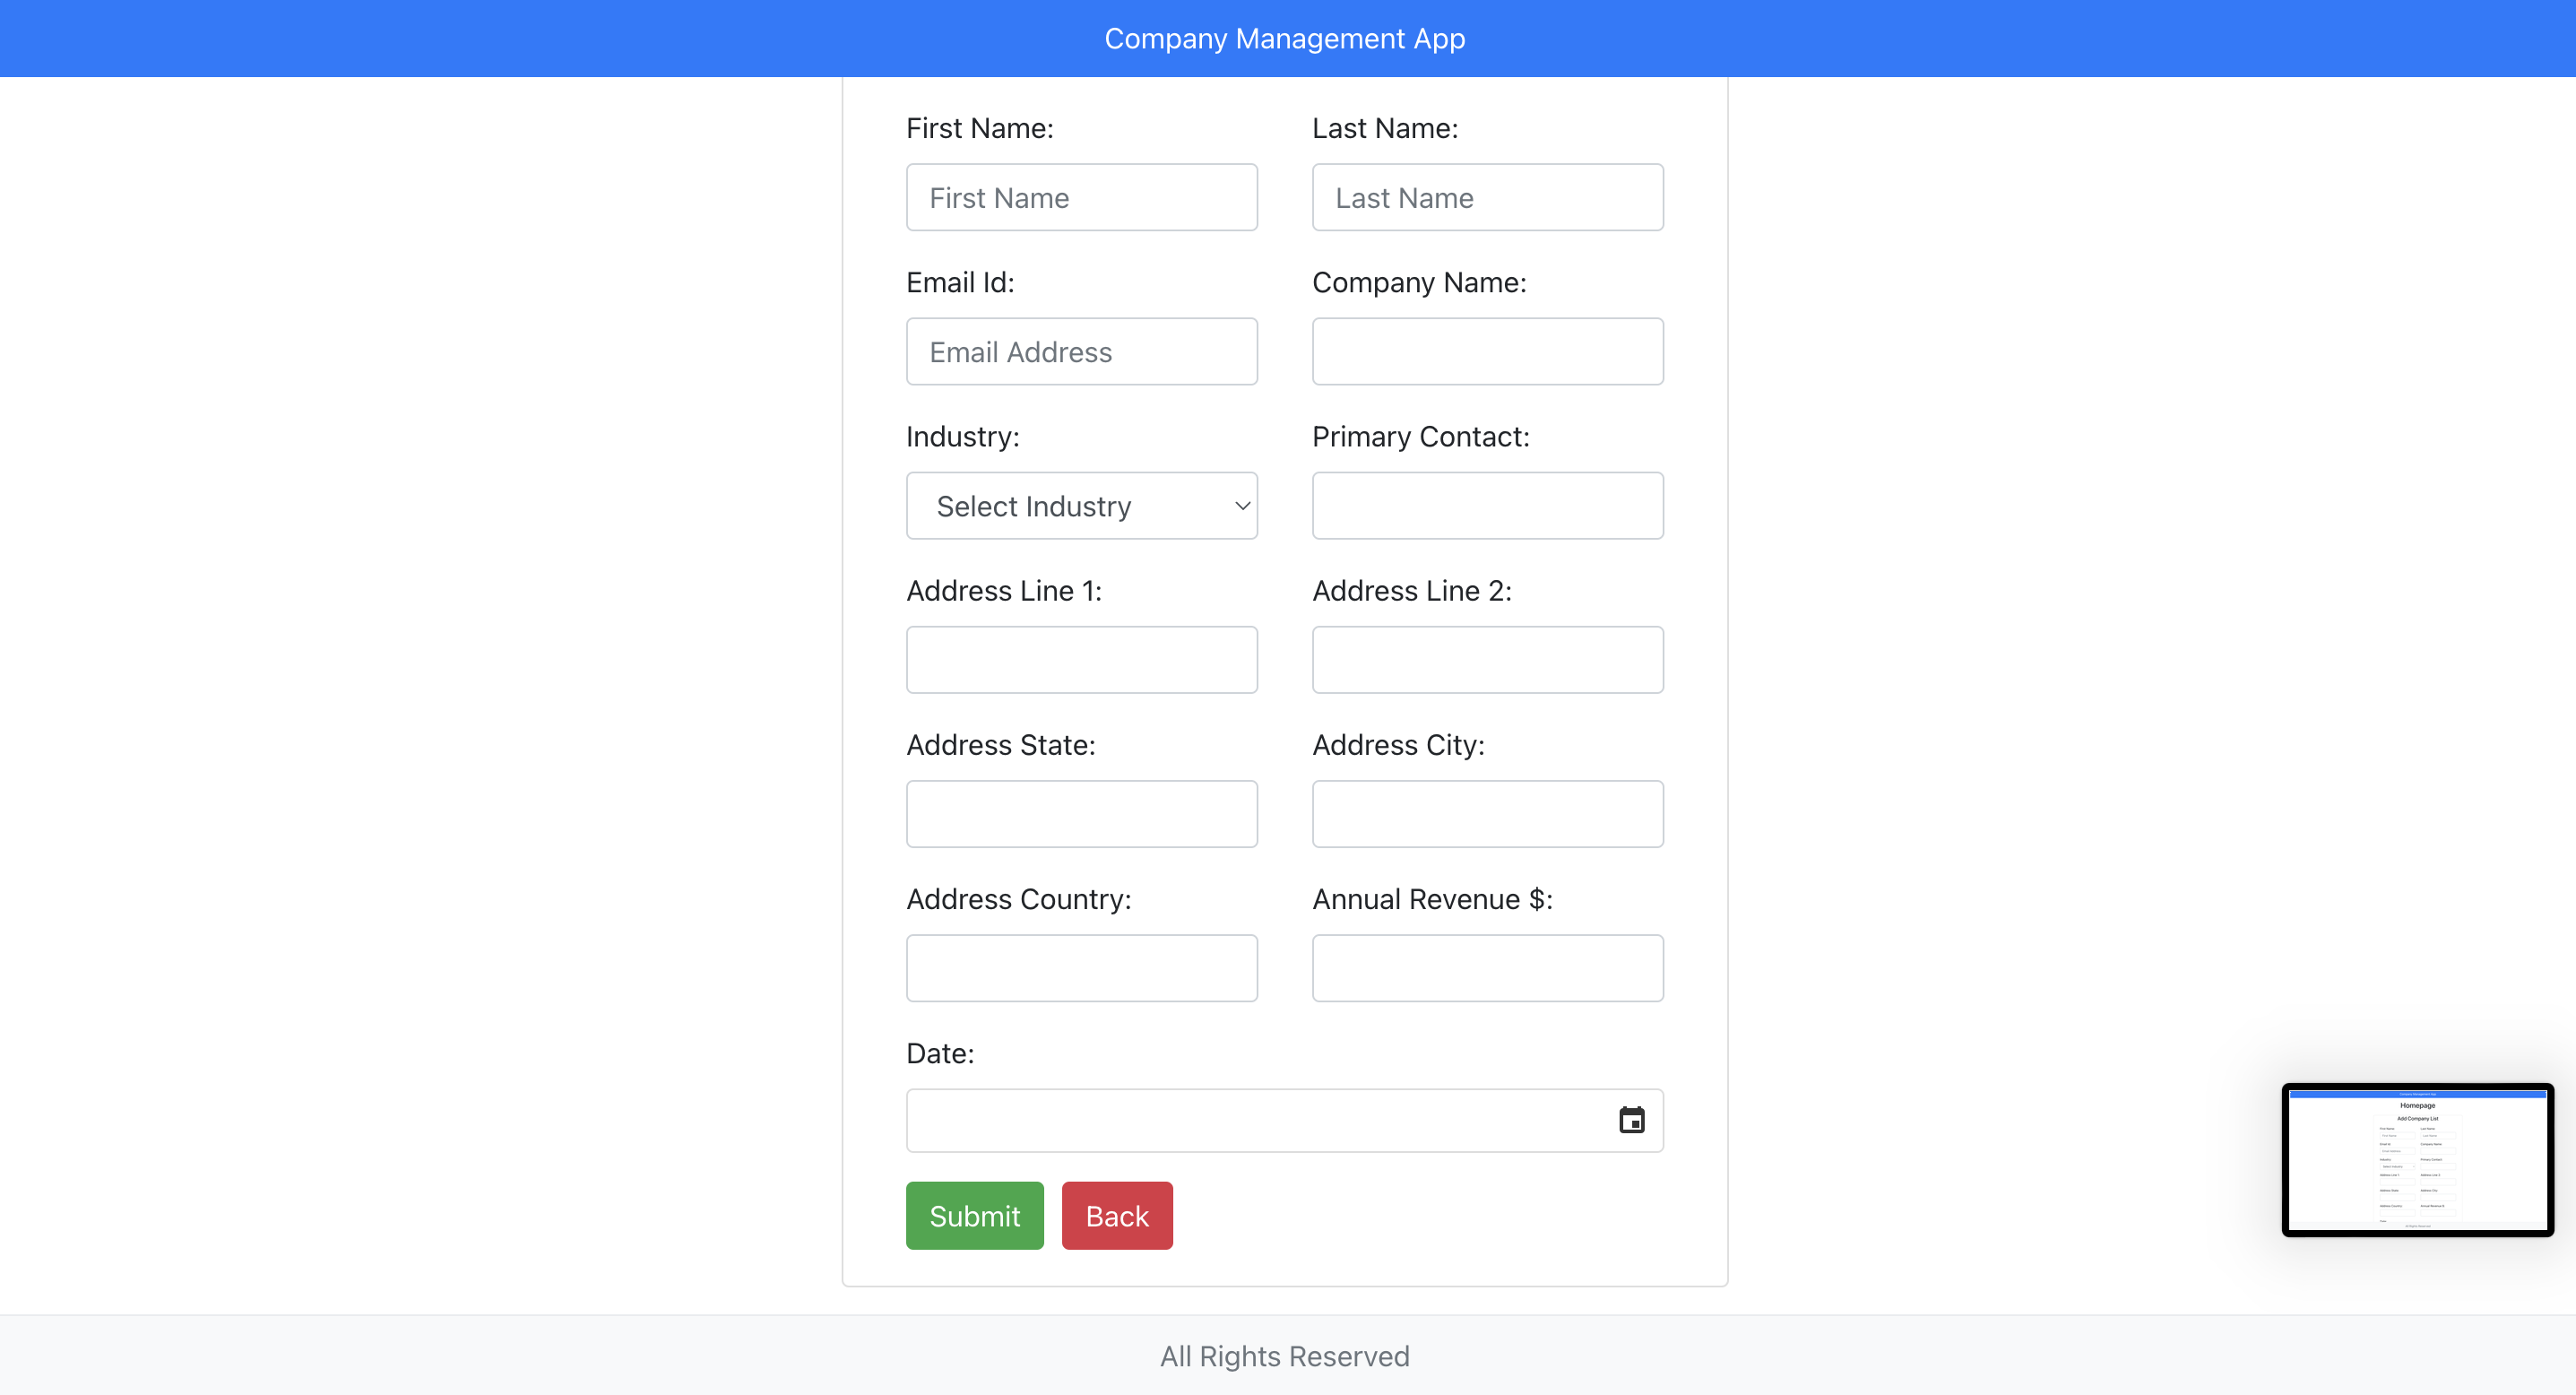 Company Management App
First Name: Last Name:
First Name Last Name
Email Id: Company Name:
Email Address
Industry: Primary Contact:
Select Industry
Address Line 1: Address Line 2:
Address State: Address City:
Address Country: Annual Revenue $:
Date:
Submit Back
Homepage
Add Company List
All Rights Reserved